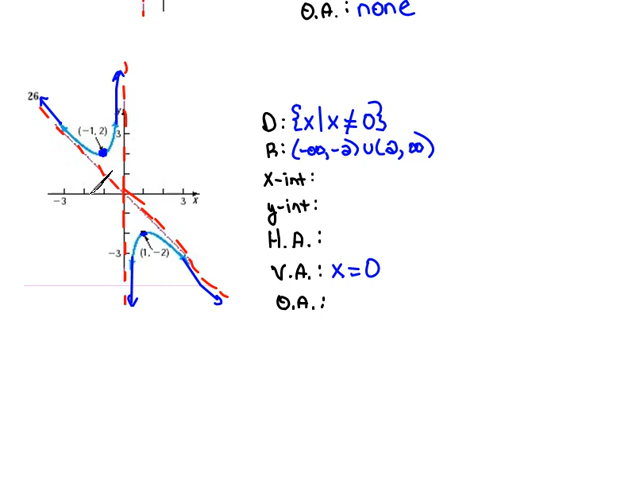 O.A.: none
26.
y
(-1, 2)
3
-3
3
x
-3
(1, -2)
D: {x|x≠0}
R: (-∞,-2)∪(2,∞)
x-int:
y-int:
H.A.:
V.A.: x=0
O.A.: